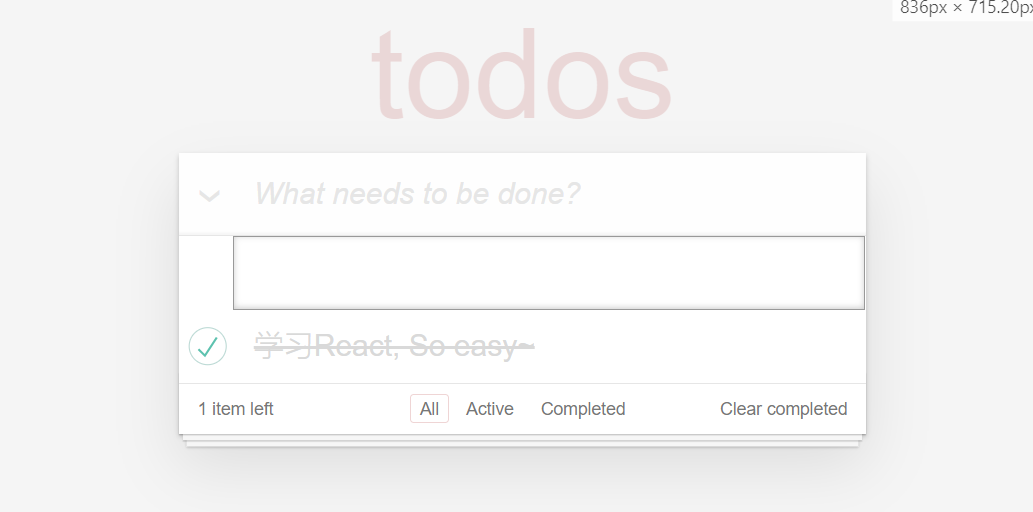 836px × 715.20px
todos
What needs to be done?
学习React, So easy~
1 item left All Active Completed Clear completed